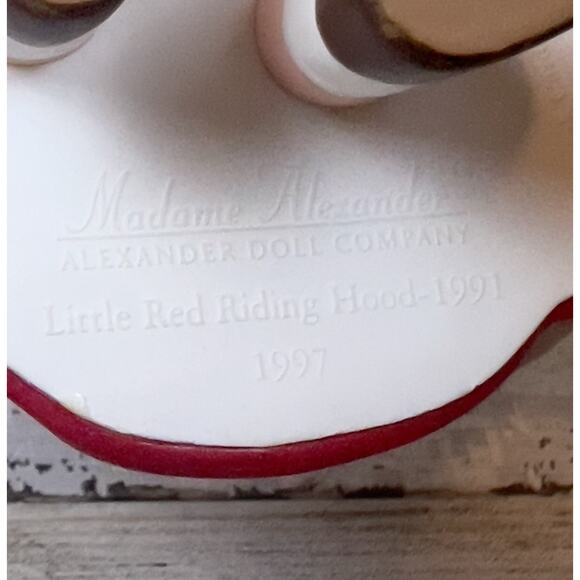 Madame Alexander
ALEXANDER DOLL COMPANY
Little Red Riding Hood-1991
1997